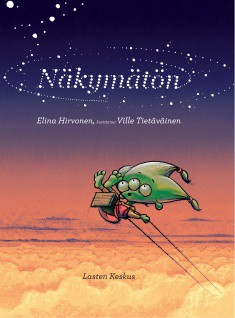 Näkymätön
Elina Hirvonen, kuvittanut Ville Tietäväinen
Lasten Keskus